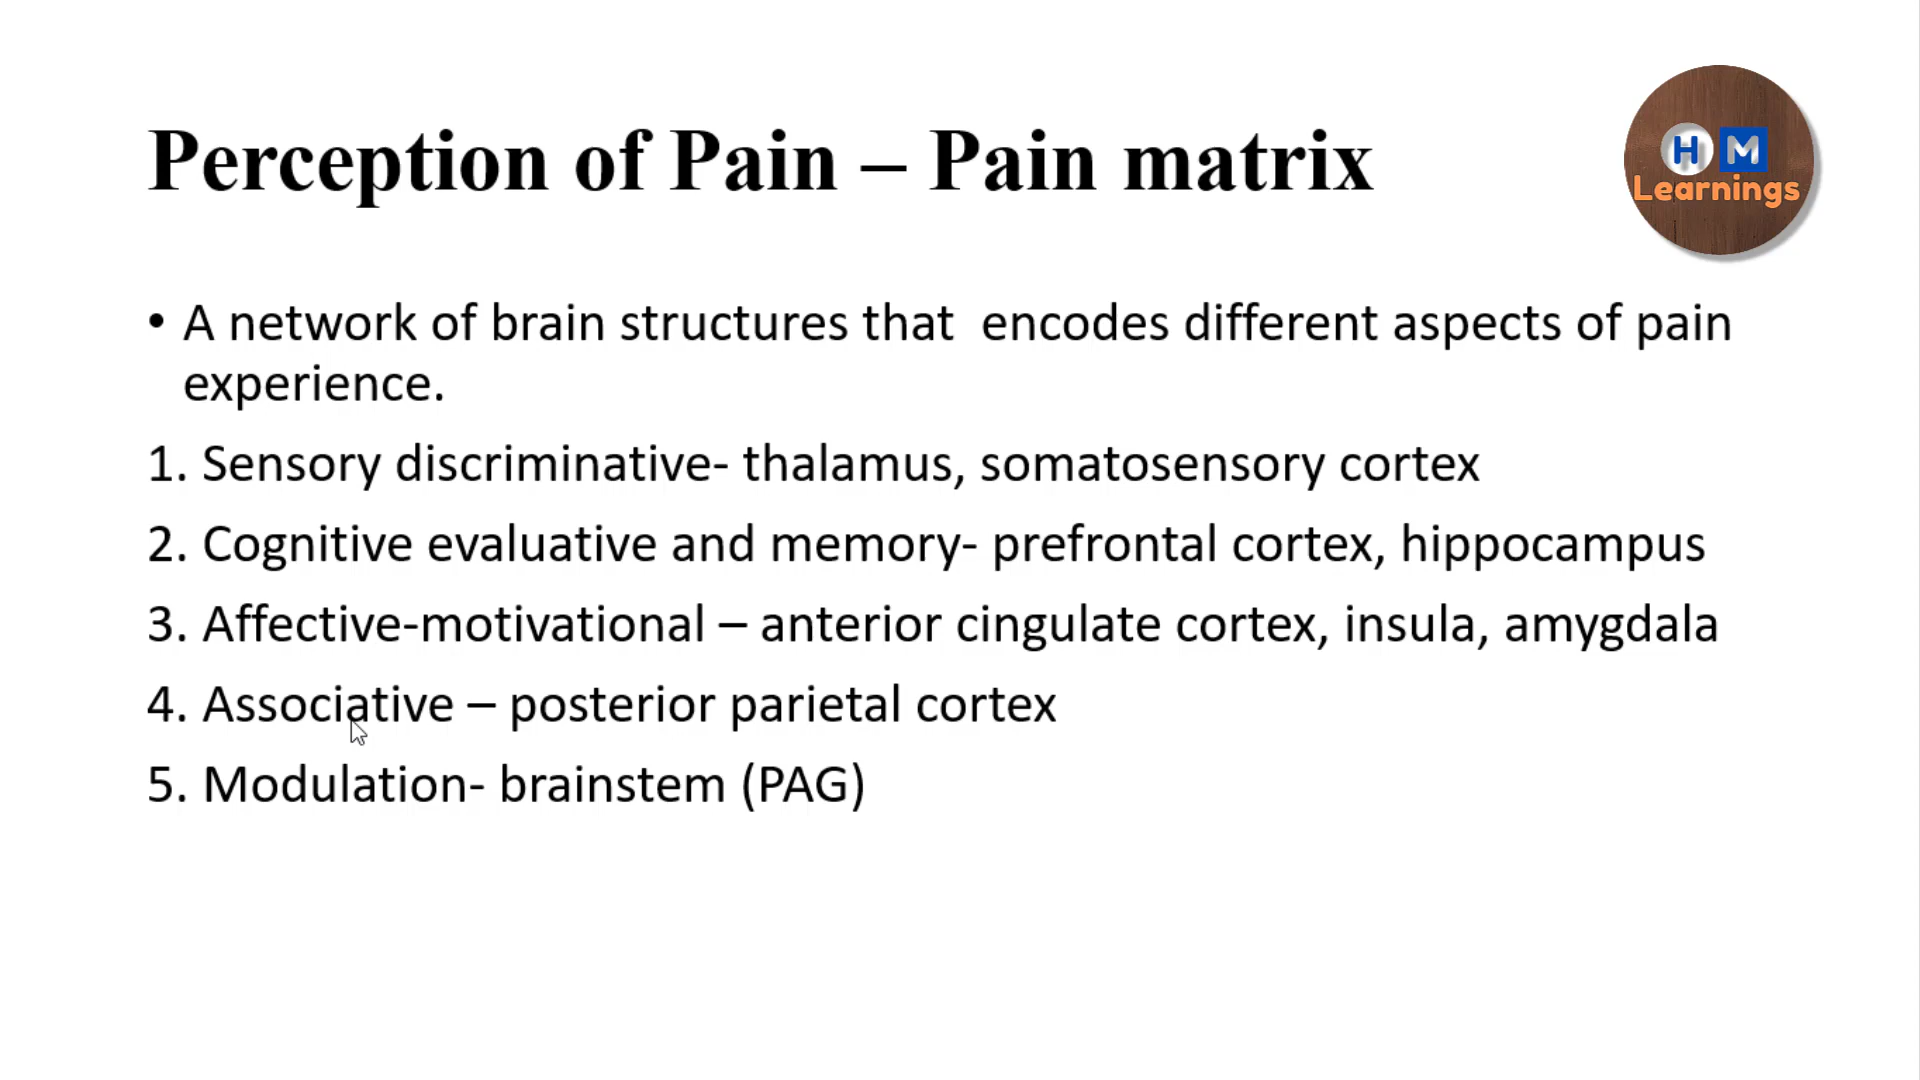 Perception of Pain – Pain matrix
H M
Learnings
• A network of brain structures that  encodes different aspects of pain
experience.
1. Sensory discriminative- thalamus, somatosensory cortex
2. Cognitive evaluative and memory- prefrontal cortex, hippocampus
3. Affective-motivational – anterior cingulate cortex, insula, amygdala
4. Associative – posterior parietal cortex
5. Modulation- brainstem (PAG)